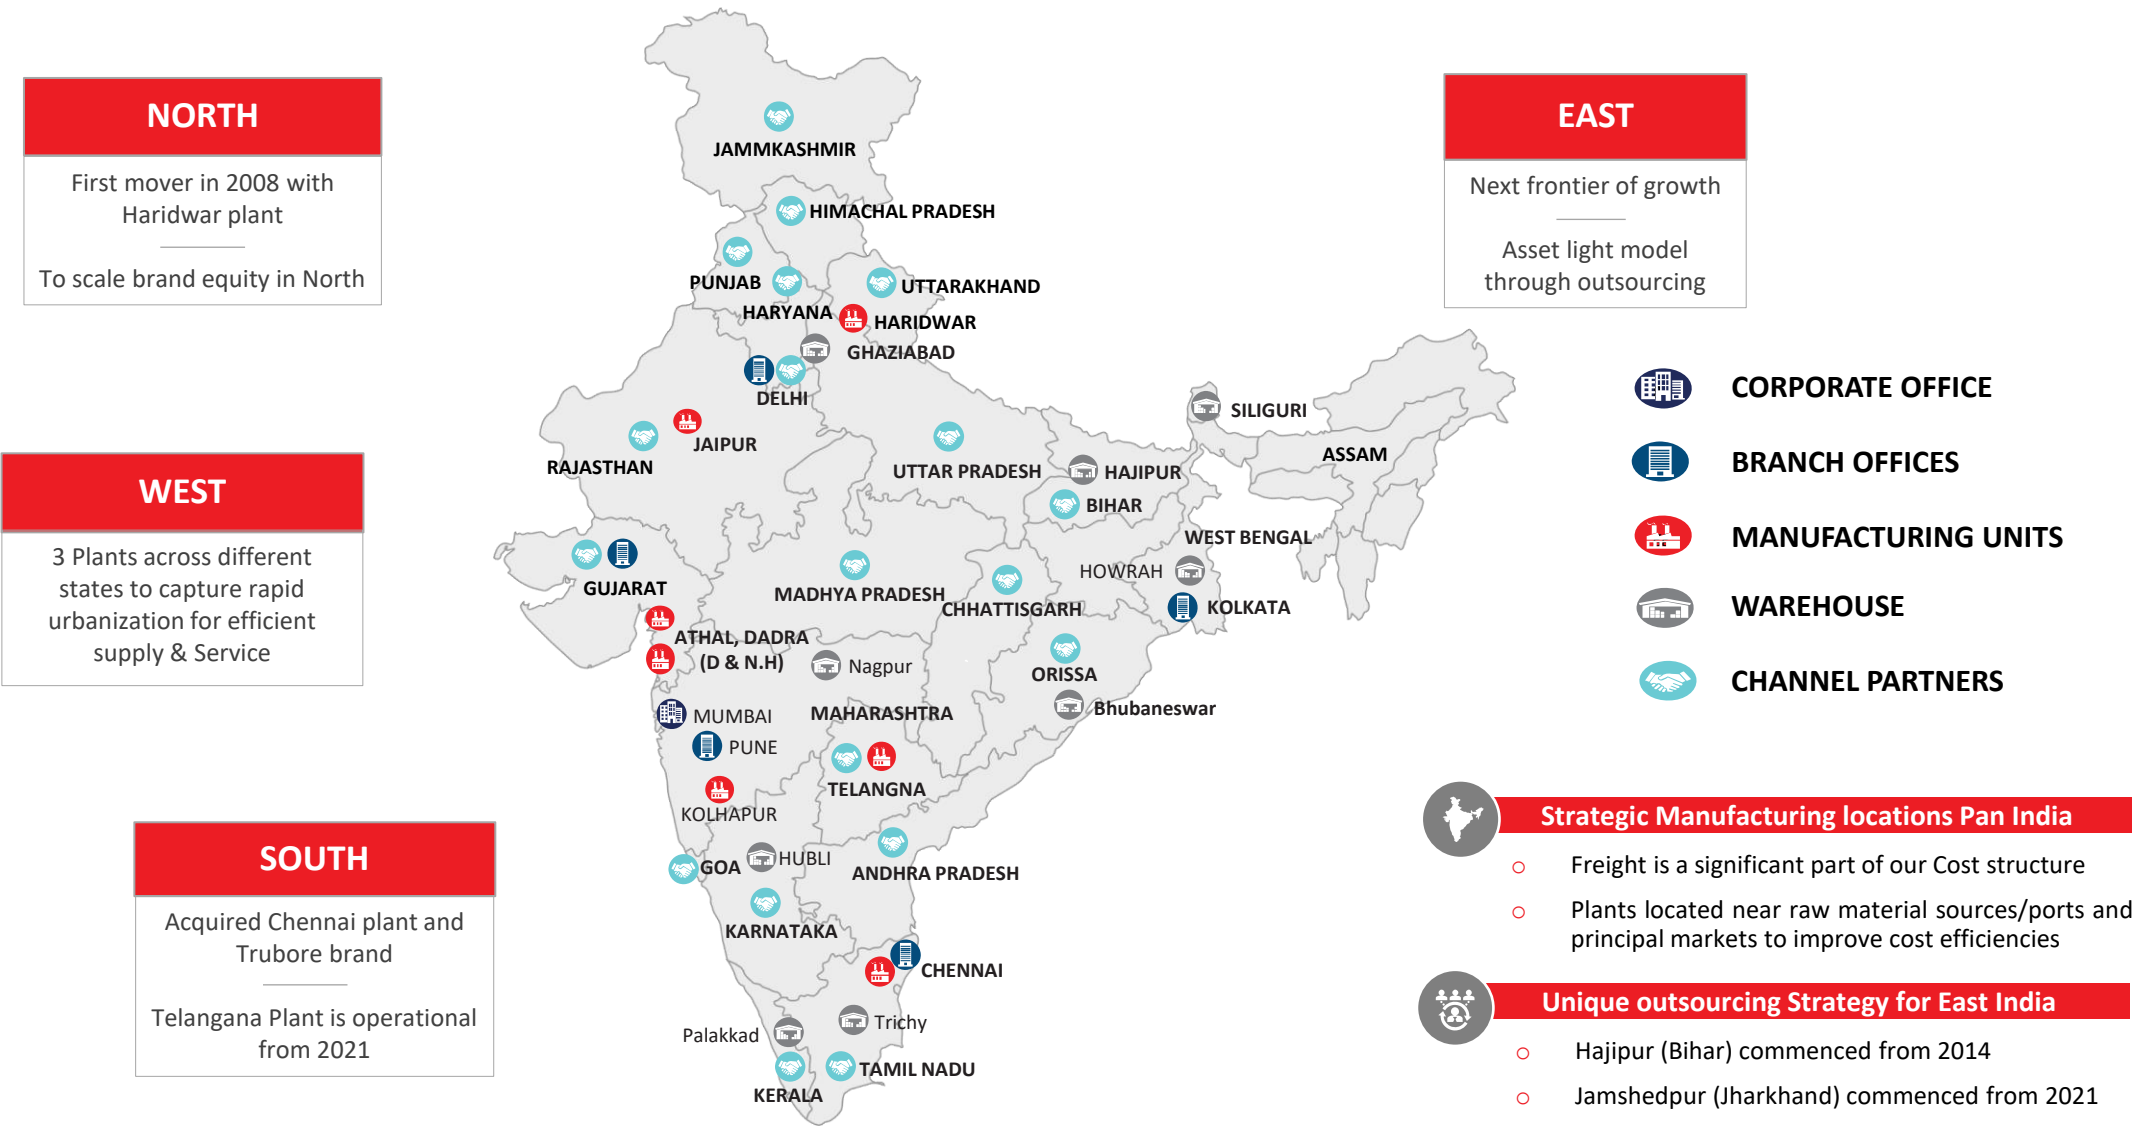 NORTH
First mover in 2008 with
Haridwar plant
To scale brand equity in North
WEST
3 Plants across different
states to capture rapid
urbanization for efficient
supply & Service
SOUTH
Acquired Chennai plant and
Trubore brand
Telangana Plant is operational
from 2021
JAMMKASHMIR
HIMACHAL PRADESH
PUNJAB
UTTARAKHAND
HARYANA
HARIDWAR
GHAZIABAD
DELHI
JAIPUR
RAJASTHAN
UTTAR PRADESH
SILIGURI
ASSAM
HAJIPUR
BIHAR
WEST BENGAL
HOWRAH
KOLKATA
GUJARAT
MADHYA PRADESH
CHHATTISGARH
ATHAL, DADRA
(D & N.H)
Nagpur
ORISSA
Bhubaneswar
MUMBAI
MAHARASHTRA
PUNE
TELANGNA
KOLHAPUR
HUBLI
GOA
ANDHRA PRADESH
KARNATAKA
CHENNAI
Palakkad
Trichy
TAMIL NADU
KERALA
EAST
Next frontier of growth
Asset light model
through outsourcing
CORPORATE OFFICE
BRANCH OFFICES
MANUFACTURING UNITS
WAREHOUSE
CHANNEL PARTNERS
Strategic Manufacturing locations Pan India
o Freight is a significant part of our Cost structure
o Plants located near raw material sources/ports and
principal markets to improve cost efficiencies
Unique outsourcing Strategy for East India
o Hajipur (Bihar) commenced from 2014
o Jamshedpur (Jharkhand) commenced from 2021